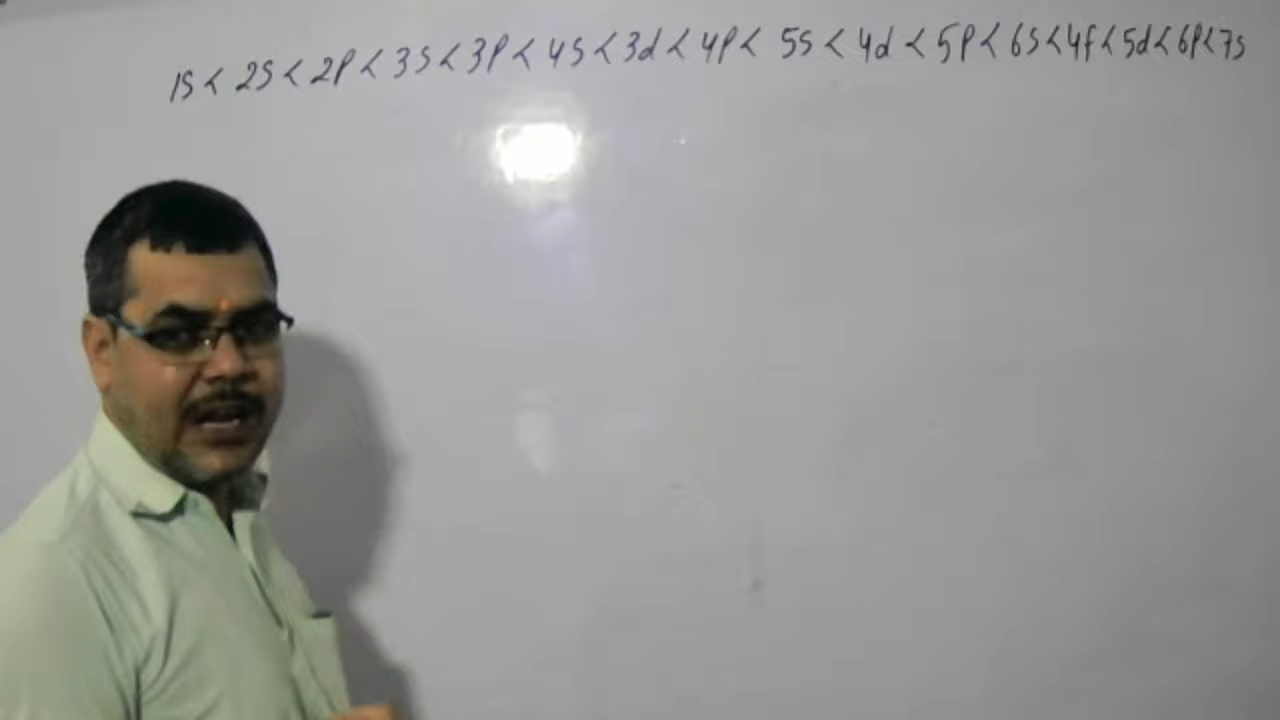 1s < 2s < 2p < 3s < 3p < 4s < 3d < 4p < 5s < 4d < 5p < 6s < 4f < 5d < 6p < 7s